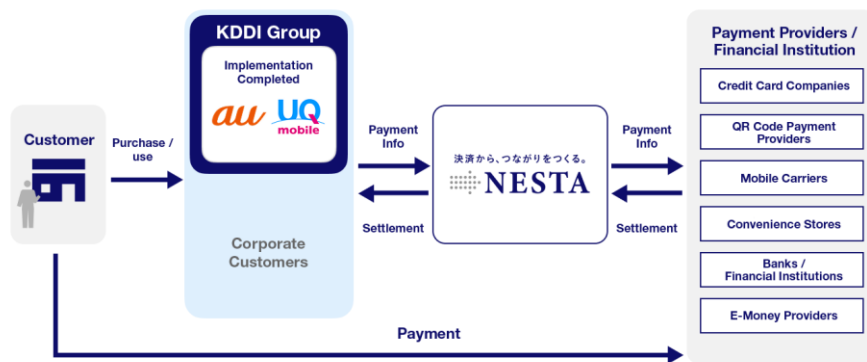 KDDI Group
Implementation
Completed
au
UQ
mobile
Corporate
Customers
Customer
Purchase /
use
Payment
Info
Settlement
決済から、つながりをつくる。
NESTA
Payment
Info
Settlement
Payment Providers /
Financial Institution
Credit Card Companies
QR Code Payment
Providers
Mobile Carriers
Convenience Stores
Banks /
Financial Institutions
E-Money Providers
Payment